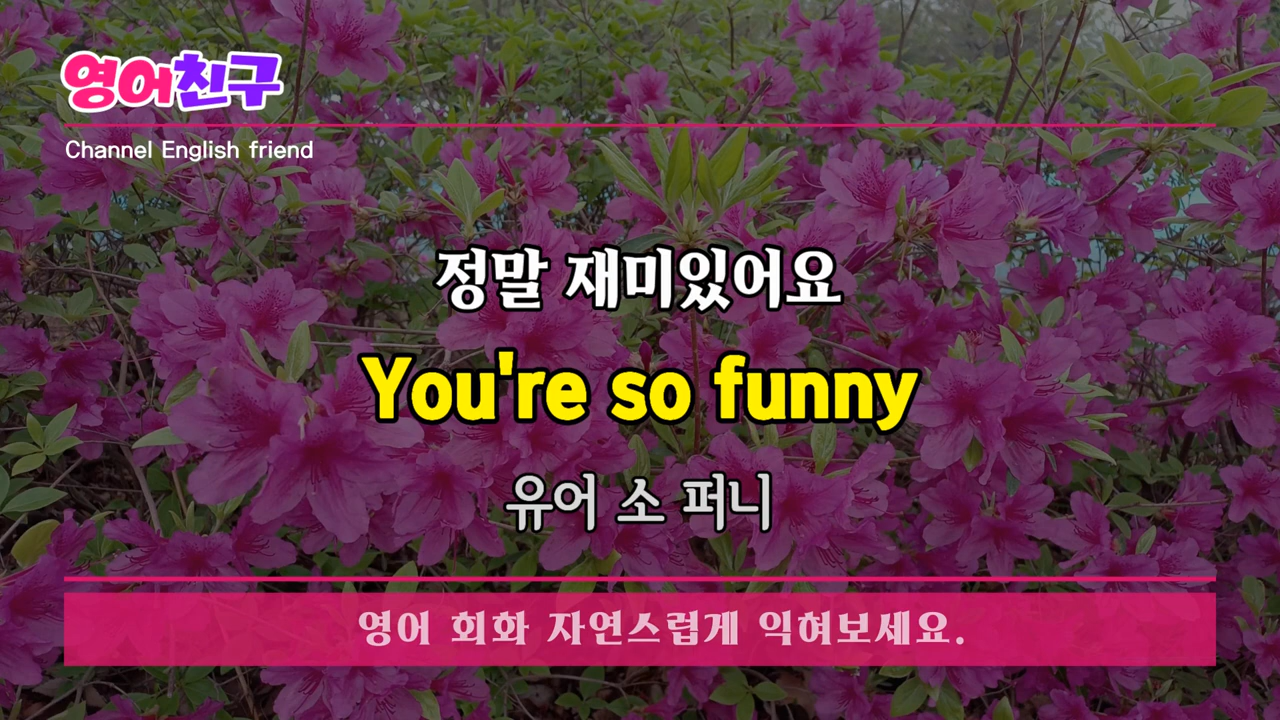 영어친구
Channel English friend
정말 재미있어요
You're so funny
유어 소 퍼니
영어 회화 자연스럽게 익혀보세요.